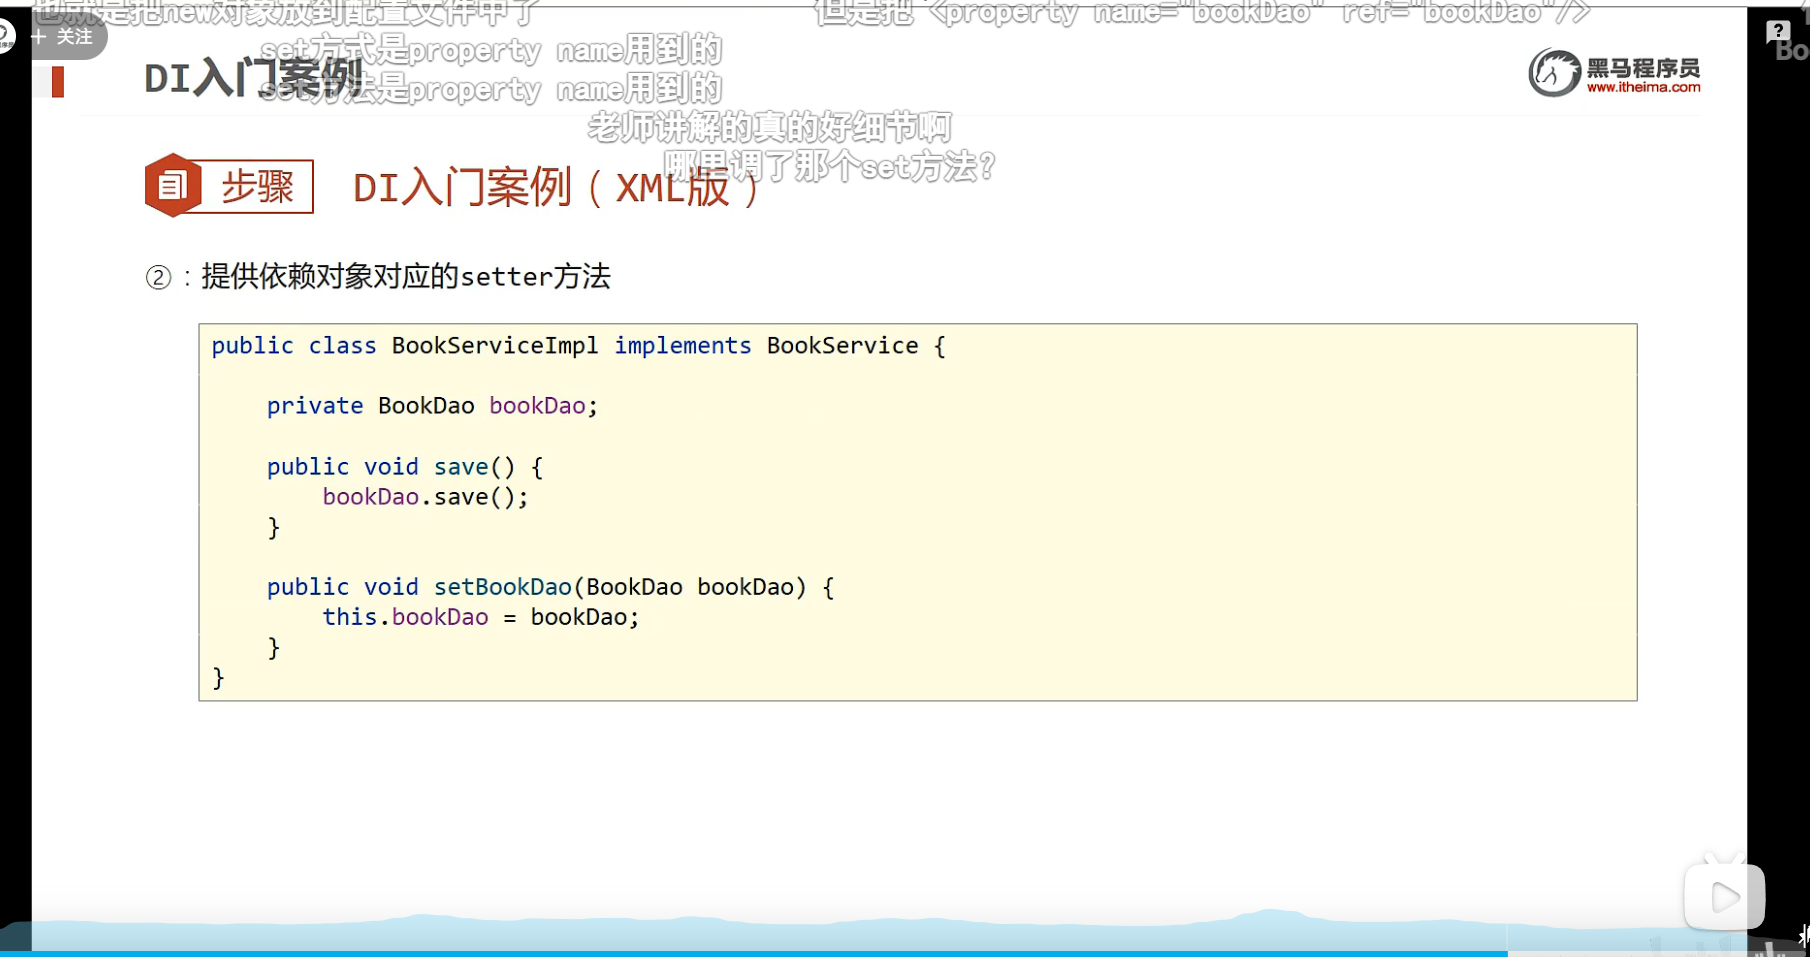 也就是把new对象放到配置文件中了
但是把 <property name="bookDao" ref="bookDao"/>
+ 关注
set方式是property name用到的
Bo
DI入门案例
set方法是property name用到的
黑马程序员
www.itheima.com
老师讲解的真的好细节啊
哪里调了那个set方法？
步骤
DI入门案例（XML版）
②：提供依赖对象对应的setter方法
public class BookServiceImpl implements BookService {
private BookDao bookDao;
public void save() {
bookDao.save();
}
public void setBookDao(BookDao bookDao) {
this.bookDao = bookDao;
}
}